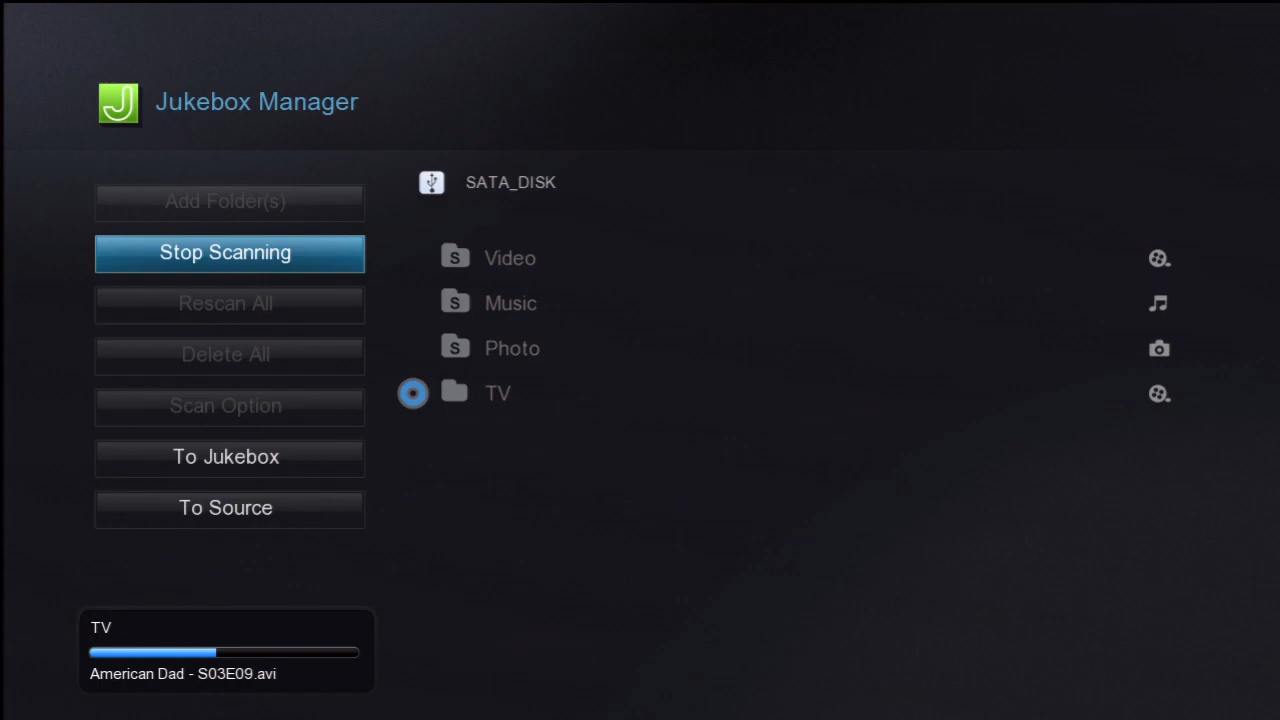 Jukebox Manager
SATA_DISK
Add Folder(s)
Stop Scanning
Rescan All
Delete All
Scan Option
To Jukebox
To Source
S Video
S Music
S Photo
TV
TV
American Dad - S03E09.avi